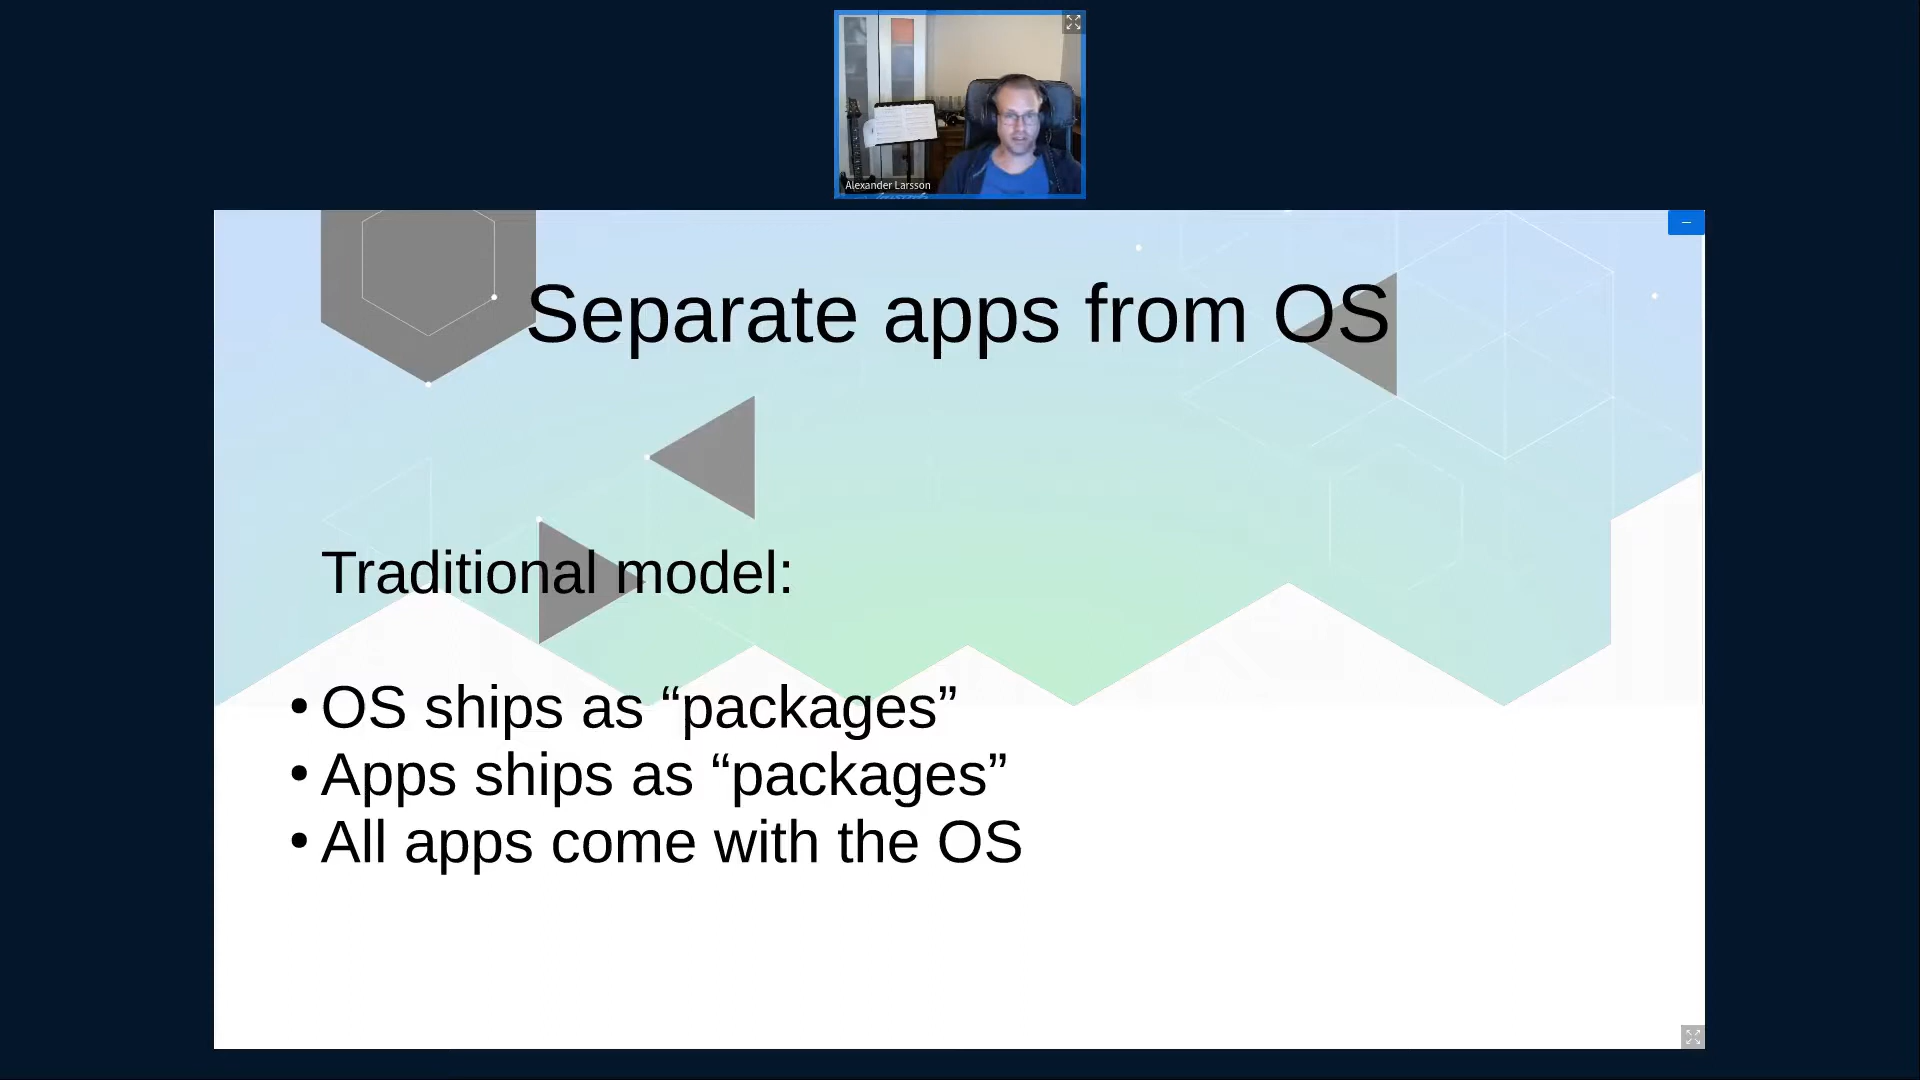 Alexander Larsson
Separate apps from OS
Traditional model:
• OS ships as “packages”
• Apps ships as “packages”
• All apps come with the OS